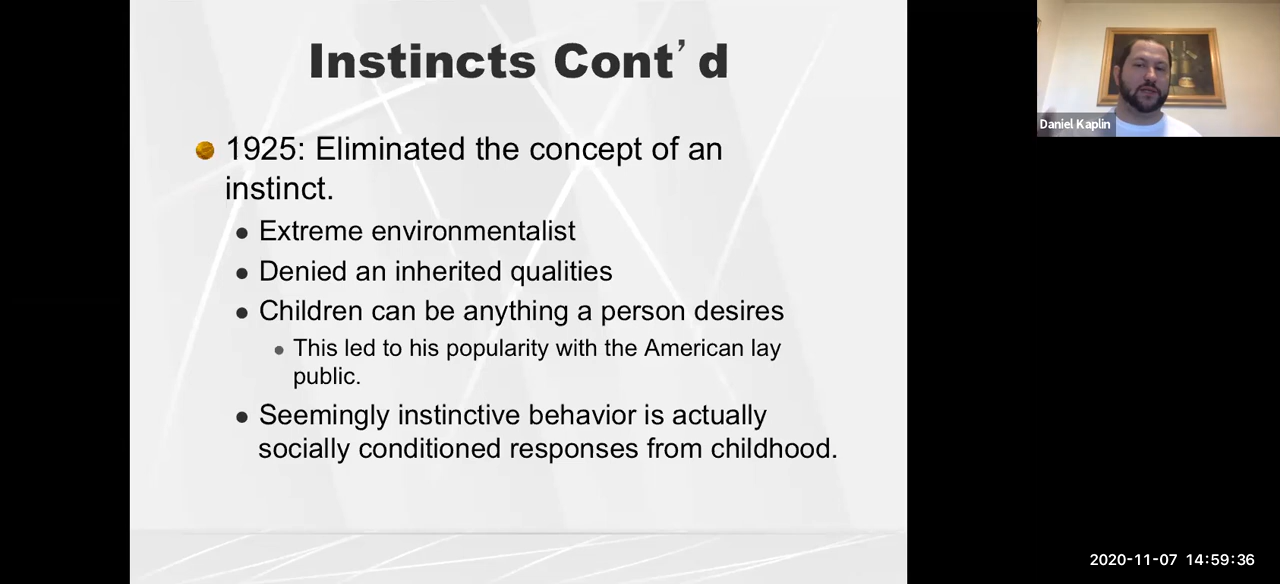 Instincts Cont’d
1925: Eliminated the concept of an
instinct.
Extreme environmentalist
Denied an inherited qualities
Children can be anything a person desires
This led to his popularity with the American lay
public.
Seemingly instinctive behavior is actually
socially conditioned responses from childhood.
Daniel Kaplin
2020-11-07 14:59:36